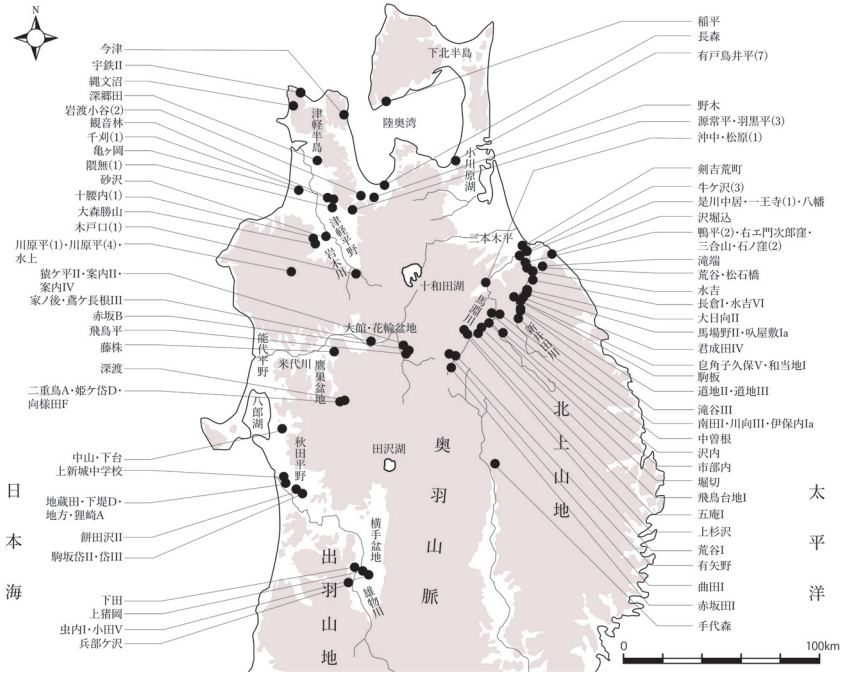 N
今津
宇鉄II
縄文沼
深郷田
岩渡小谷(2)
観音林
千刈(1)
亀ヶ岡
隈無(1)
砂沢
十腰内(1)
大森勝山
木戸口(1)
川原平(1)・川原平(4)・
水上
猿ケ平II・案内II・
案内IV
家ノ後・鳶ケ長根III
赤坂B
飛鳥平
藤株
深渡
二重鳥A・姫ケ岱D・
向様田F
中山・下台
上新城中学校
地蔵田・下堤D・
地方・狸崎A
餅田沢II
駒坂岱II・岱III
下田
上猪岡
虫内I・小田V
兵部ケ沢
日本海
下北半島
陸奥湾
津軽半島
小川原湖
津軽平野
岩木川
三本木平
十和田湖
馬淵川
新井田川
大館・花輪盆地
能代平野
米代川
鷹巣盆地
八郎湖
秋田平野
田沢湖
奥羽山脈
北上山地
横手盆地
出羽山地
雄物川
稲平
長森
有戸鳥井平(7)
野木
源常平・羽黒平(3)
沖中・松原(1)
剣吉荒町
牛ケ沢(3)
是川中居・一王寺(1)・八幡
沢堀込
鴨平(2)・右エ門次郎窪・
三合山・石ノ窪(2)
滝端
荒谷・松石橋
水吉
長倉I・水吉VI
大日向II
馬場野II・叺屋敷Ia
君成田IV
皀角子久保V・和当地I
駒板
道地II・道地III
滝谷III
南田I・川向III・伊保内Ia
中曽根
沢内
市部内
堀切
飛鳥台地I
五庵I
上杉沢
荒谷I
有矢野
曲田I
赤坂田I
手代森
太平洋
0
100km